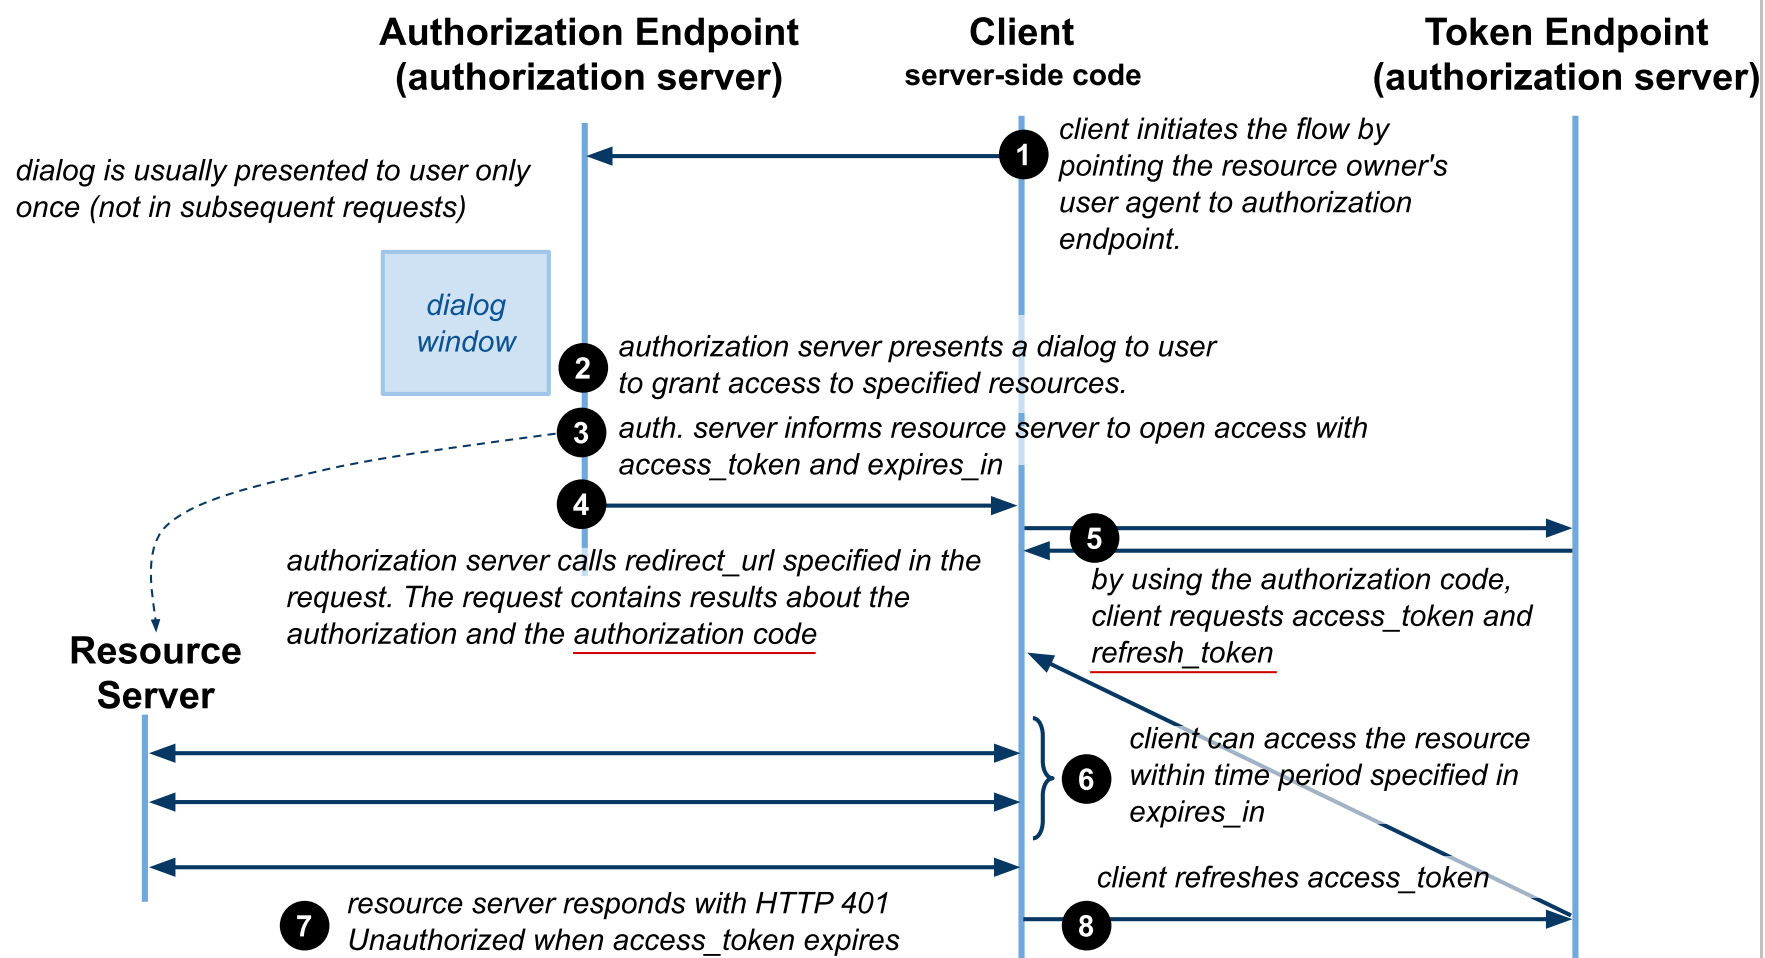 Authorization Endpoint
(authorization server)
Client
server-side code
Token Endpoint
(authorization server)
1
client initiates the flow by
pointing the resource owner's
user agent to authorization
endpoint.
dialog is usually presented to user only
once (not in subsequent requests)
dialog
window
2
authorization server presents a dialog to user
to grant access to specified resources.
3
auth. server informs resource server to open access with
access_token and expires_in
4
authorization server calls redirect_url specified in the
request. The request contains results about the
authorization and the authorization code
5
by using the authorization code,
client requests access_token and
refresh_token
Resource
Server
6
client can access the resource
within time period specified in
expires_in
7
resource server responds with HTTP 401
Unauthorized when access_token expires
client refreshes access_token
8